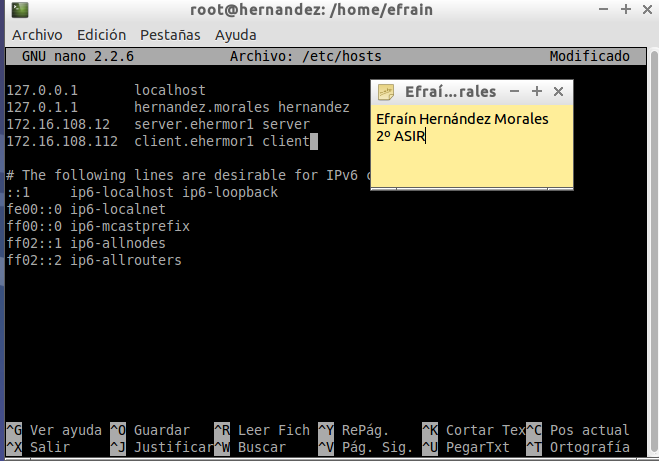 root@hernandez: /home/efrain
Archivo Edición Pestañas Ayuda
GNU nano 2.2.6 Archivo: /etc/hosts Modificado
127.0.0.1 localhost
127.0.1.1 hernandez.morales hernandez
172.16.108.12 server.ehermor1 server
172.16.108.112 client.ehermor1 client
# The following lines are desirable for IPv6
::1 ip6-localhost ip6-loopback
fe00::0 ip6-localnet
ff00::0 ip6-mcastprefix
ff02::1 ip6-allnodes
ff02::2 ip6-allrouters
Efraí...rales
Efraín Hernández Morales
2º ASIR
^G Ver ayuda ^O Guardar ^R Leer Fich ^Y RePág. ^K Cortar Tex ^C Pos actual
^X Salir ^J Justificar ^W Buscar ^V Pág. Sig. ^U PegarTxt ^T Ortografía